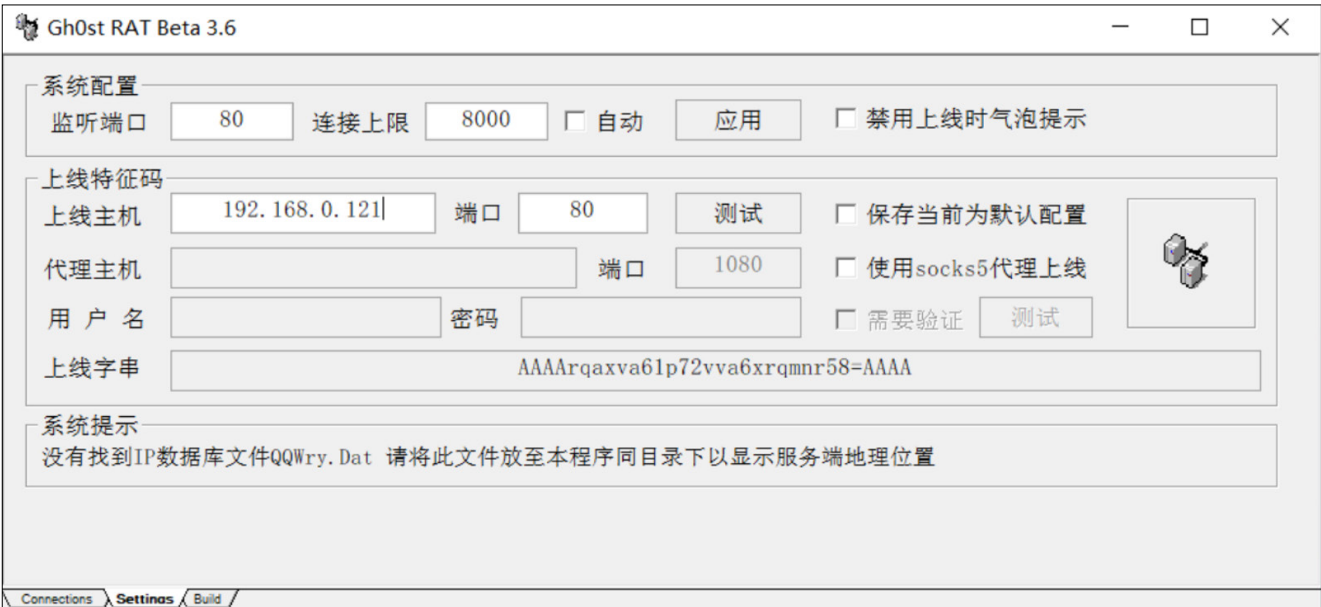 Gh0st RAT Beta 3.6
系统配置
监听端口 80 连接上限 8000 自动 应用 禁用上线时气泡提示
上线特征码
上线主机 192.168.0.121 端口 80 测试 保存当前为默认配置
代理主机 端口 1080 使用socks5代理上线
用 户 名 密码 需要验证 测试
上线字串 AAAArqaxva61p72vva6xrqmnr58=AAAA
系统提示
没有找到IP数据库文件QQWry.Dat 请将此文件放至本程序同目录下以显示服务端地理位置
Connections Settings Build